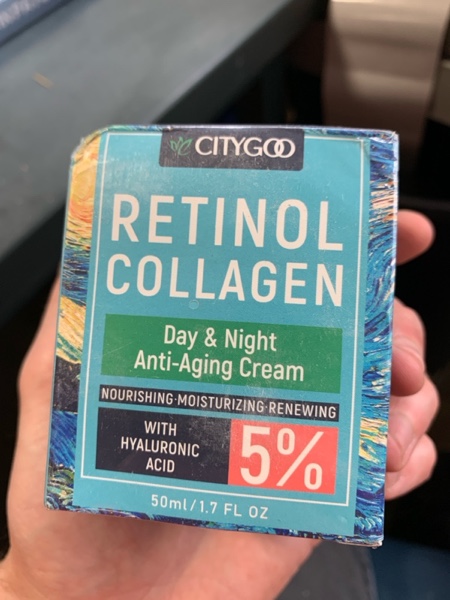 CITYGOO
RETINOL
COLLAGEN
Day & Night
Anti-Aging Cream
NOURISHING·MOISTURIZING·RENEWING
WITH
HYALURONIC
ACID
5%
50ml/1.7 FL OZ